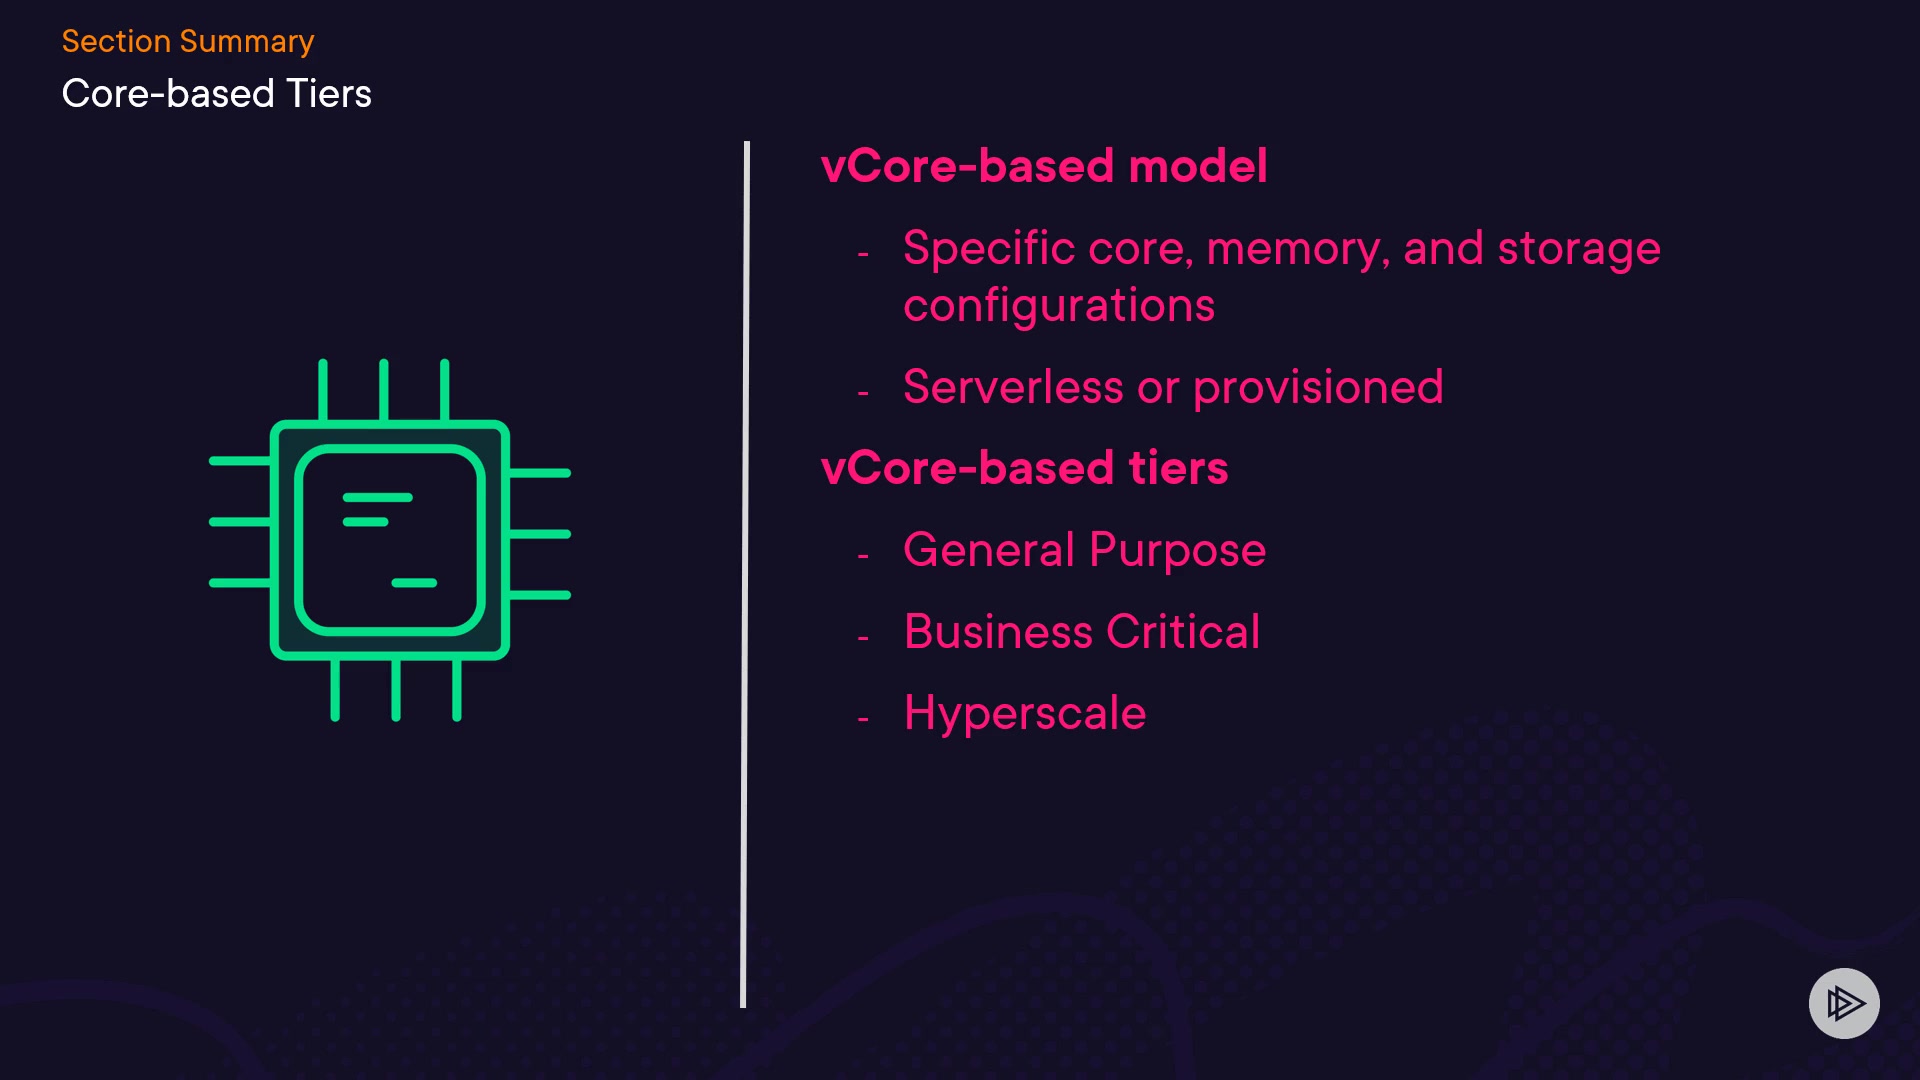 Section Summary
Core-based Tiers
vCore-based model
- Specific core, memory, and storage
configurations
- Serverless or provisioned
vCore-based tiers
- General Purpose
- Business Critical
- Hyperscale